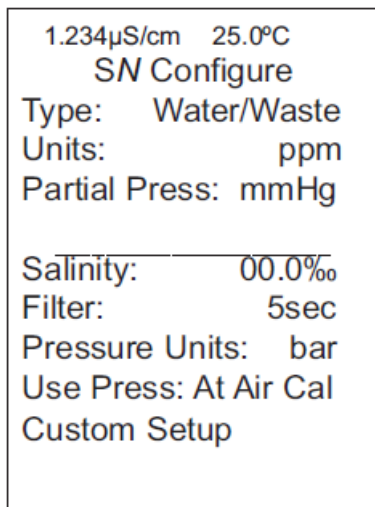 1.234µS/cm 25.0ºC
SN Configure
Type: Water/Waste
Units: ppm
Partial Press: mmHg
Salinity: 00.0‰
Filter: 5sec
Pressure Units: bar
Use Press: At Air Cal
Custom Setup